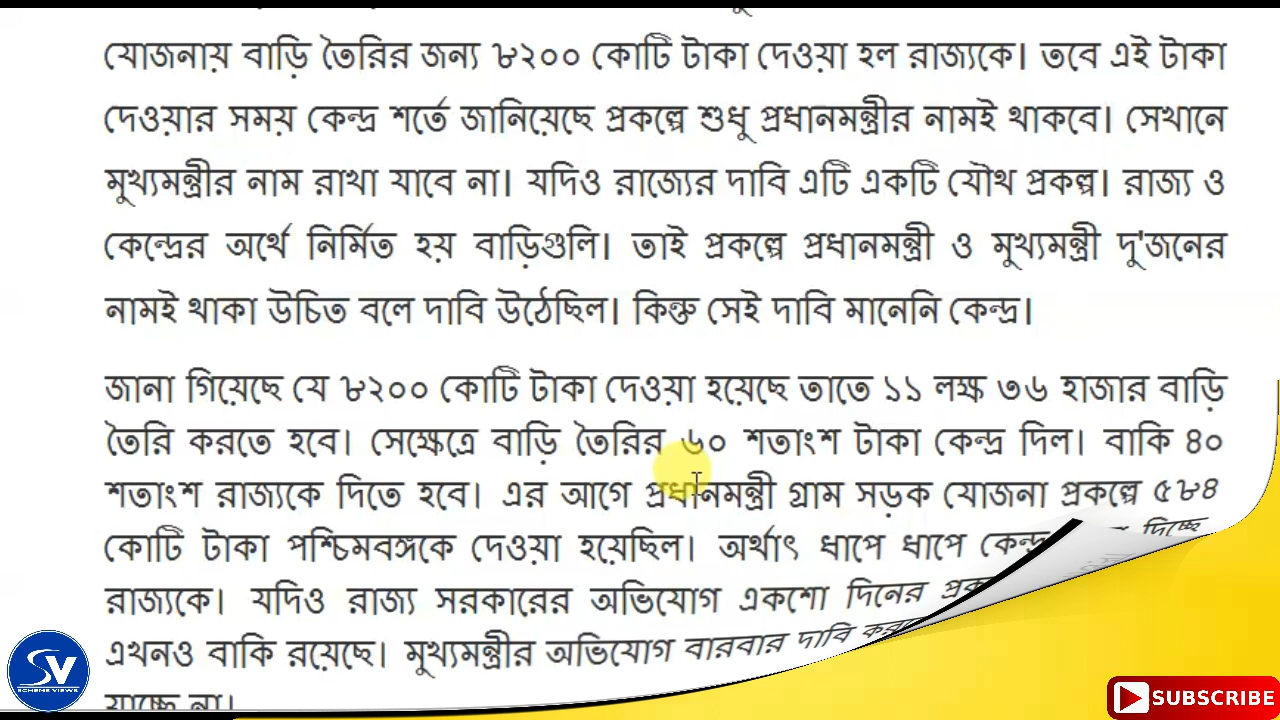 যোজনায় বাড়ি তৈরির জন্য ৮২০০ কোটি টাকা দেওয়া হল রাজ্যকে। তবে এই টাকা
দেওয়ার সময় কেন্দ্র শর্তে জানিয়েছে প্রকল্পে শুধু প্রধানমন্ত্রীর নামই থাকবে। সেখানে
মুখ্যমন্ত্রীর নাম রাখা যাবে না। যদিও রাজ্যের দাবি এটি একটি যৌথ প্রকল্প। রাজ্য ও
কেন্দ্রের অর্থে নির্মিত হয় বাড়িগুলি। তাই প্রকল্পে প্রধানমন্ত্রী ও মুখ্যমন্ত্রী দু'জনের
নামই থাকা উচিত বলে দাবি উঠেছিল। কিন্তু সেই দাবি মানেনি কেন্দ্র।
জানা গিয়েছে যে ৮২০০ কোটি টাকা দেওয়া হয়েছে তাতে ১১ লক্ষ ৩৬ হাজার বাড়ি
তৈরি করতে হবে। সেক্ষেত্রে বাড়ি তৈরির ৬০ শতাংশ টাকা কেন্দ্র দিল। বাকি ৪০
শতাংশ রাজ্যকে দিতে হবে। এর আগে প্রধানমন্ত্রী গ্রাম সড়ক যোজনা প্রকল্পে ৫৮৪
কোটি টাকা পশ্চিমবঙ্গকে দেওয়া হয়েছিল। অর্থাৎ ধাপে ধাপে কেন্দ্র দিচ্ছে
রাজ্যকে। যদিও রাজ্য সরকারের অভিযোগ একশো দিনের
এখনও বাকি রয়েছে। মুখ্যমন্ত্রীর অভিযোগ বারবার দাবি
যাচ্ছে না।
SV
SCHEME VIEWS
SUBSCRIBE